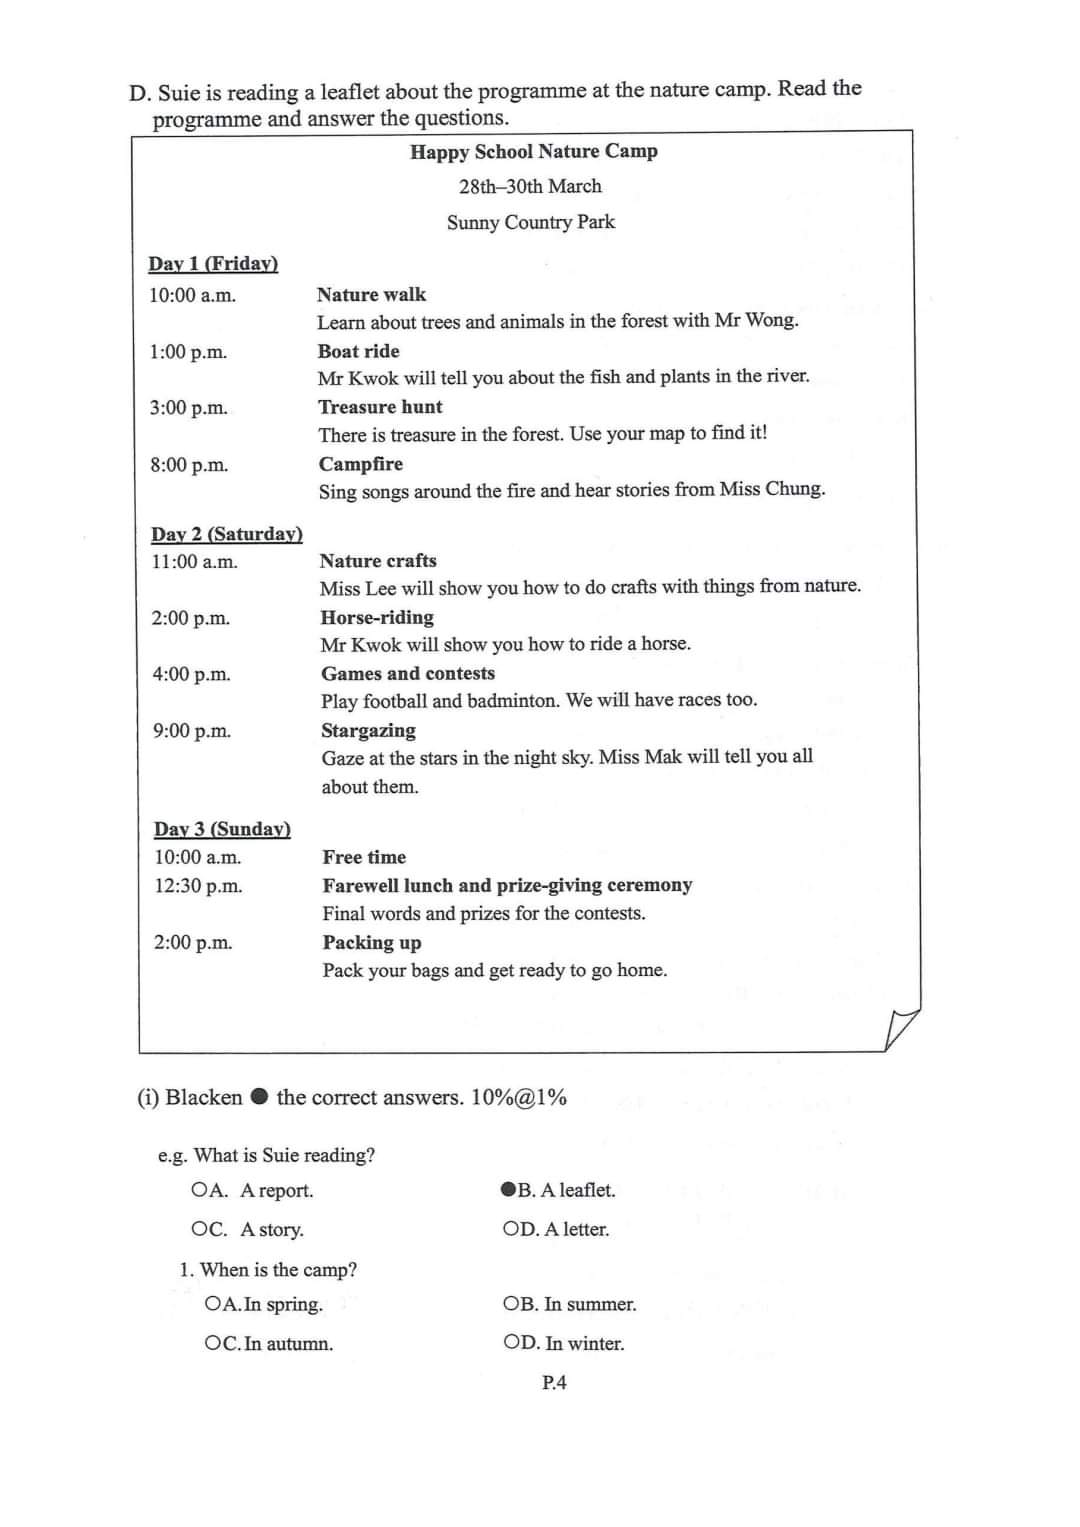 D. Suie is reading a leaflet about the programme at the nature camp. Read the
programme and answer the questions.
Happy School Nature Camp
28th–30th March
Sunny Country Park
Day 1 (Friday)
10:00 a.m. Nature walk
Learn about trees and animals in the forest with Mr Wong.
1:00 p.m. Boat ride
Mr Kwok will tell you about the fish and plants in the river.
3:00 p.m. Treasure hunt
There is treasure in the forest. Use your map to find it!
8:00 p.m. Campfire
Sing songs around the fire and hear stories from Miss Chung.
Day 2 (Saturday)
11:00 a.m. Nature crafts
Miss Lee will show you how to do crafts with things from nature.
2:00 p.m. Horse-riding
Mr Kwok will show you how to ride a horse.
4:00 p.m. Games and contests
Play football and badminton. We will have races too.
9:00 p.m. Stargazing
Gaze at the stars in the night sky. Miss Mak will tell you all
about them.
Day 3 (Sunday)
10:00 a.m. Free time
12:30 p.m. Farewell lunch and prize-giving ceremony
Final words and prizes for the contests.
2:00 p.m. Packing up
Pack your bags and get ready to go home.
(i) Blacken ● the correct answers. 10%@1%
e.g. What is Suie reading?
○A. A report. ●B. A leaflet.
○C. A story. ○D. A letter.
1. When is the camp?
○A. In spring. ○B. In summer.
○C. In autumn. ○D. In winter.
P.4